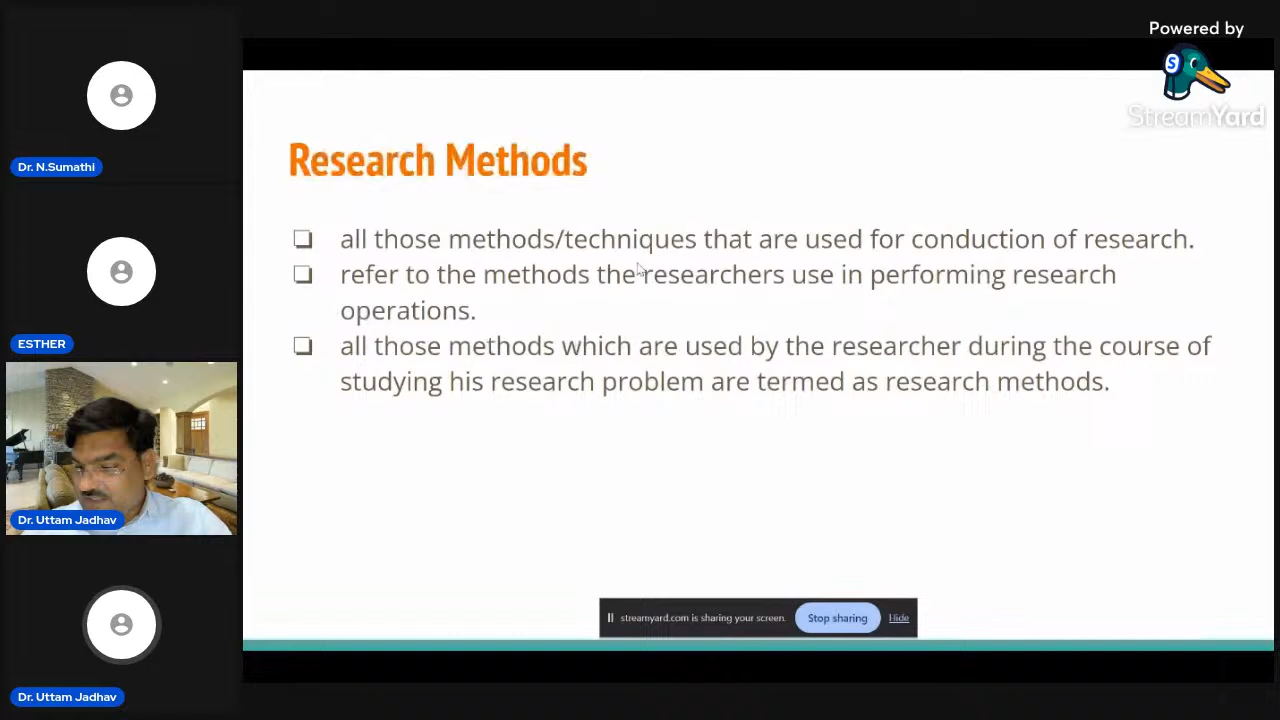 Powered by
S
StreamYard
Dr. N.Sumathi
ESTHER
Dr. Uttam Jadhav
Dr. Uttam Jadhav
Research Methods
❏ all those methods/techniques that are used for conduction of research.
❏ refer to the methods the researchers use in performing research
operations.
❏ all those methods which are used by the researcher during the course of
studying his research problem are termed as research methods.
streamyard.com is sharing your screen. Stop sharing Hide